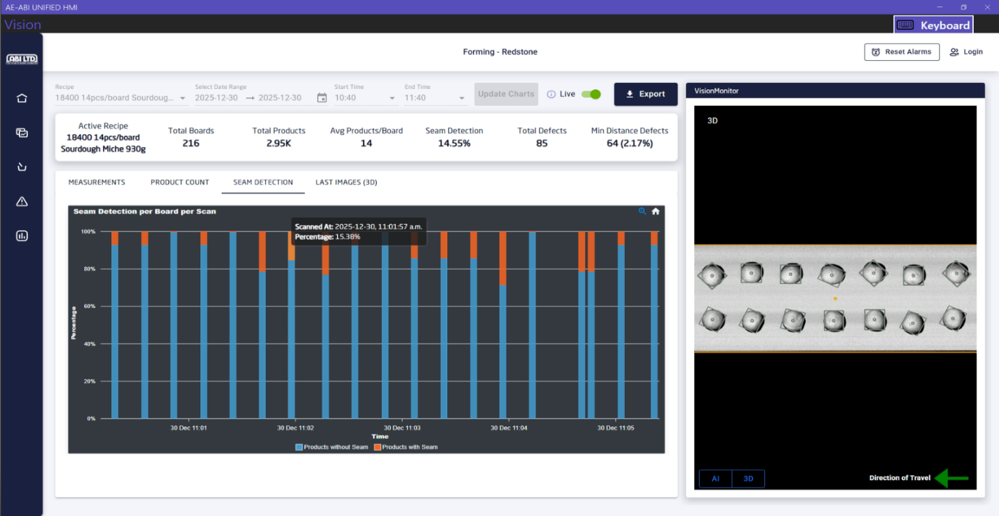 AE-ABI UNIFIED HMI
Vision
Keyboard
ABI LTD
Forming - Redstone
Reset Alarms
Login
Recipe
18400 14pcs/board Sourdoug...
Select Date Range
2025-12-30 → 2025-12-30
Start Time
10:40
End Time
11:40
Update Charts
Live
Export
Active Recipe
18400 14pcs/board
Sourdough Miche 930g
Total Boards
216
Total Products
2.95K
Avg Products/Board
14
Seam Detection
14.55%
Total Defects
85
Min Distance Defects
64 (2.17%)
MEASUREMENTS
PRODUCT COUNT
SEAM DETECTION
LAST IMAGES (3D)
Seam Detection per Board per Scan
Scanned At: 2025-12-30, 11:01:57 a.m.
Percentage: 15.38%
100%
80%
60%
40%
20%
0%
Percentage
30 Dec 11:01
30 Dec 11:02
30 Dec 11:03
30 Dec 11:04
30 Dec 11:05
Time
Products without Seam
Products with Seam
VisionMonitor
3D
AI
3D
Direction of Travel